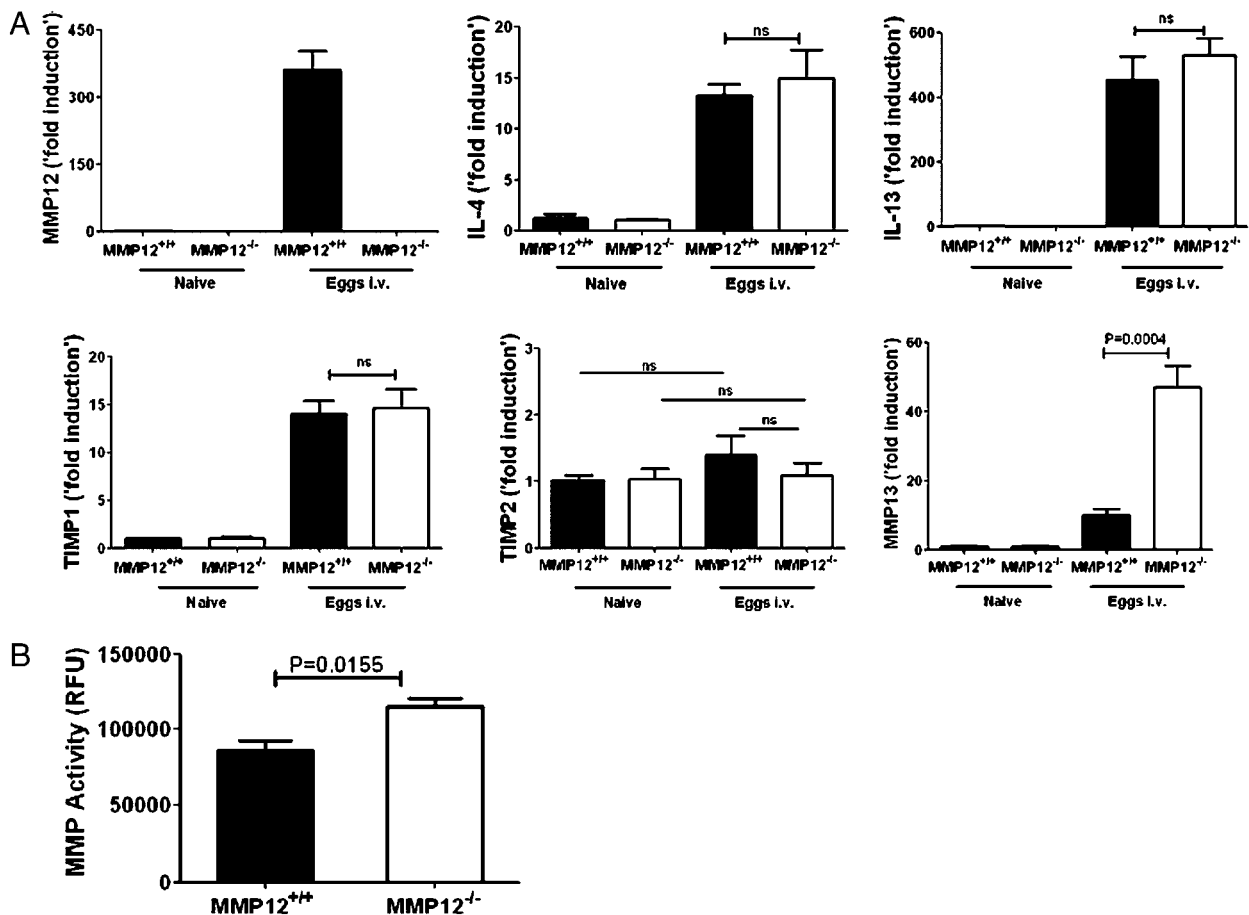 A
MMP12 ('fold induction')
450
300
150
0
MMP12+/+ MMP12-/- MMP12+/+ MMP12-/-
Naive Eggs i.v.
IL-4 ('fold induction')
20
15
10
5
0
ns
MMP12+/+ MMP12-/- MMP12+/+ MMP12-/-
Naive Eggs i.v.
IL-13 ('fold induction')
600
400
200
0
ns
MMP12+/+ MMP12-/- MMP12+/+ MMP12-/-
Naive Eggs i.v.
TIMP1 ('fold induction')
20
15
10
5
0
ns
MMP12+/+ MMP12-/- MMP12+/+ MMP12-/-
Naive Eggs i.v.
TIMP2 ('fold induction')
3
2
1
0
ns
ns
ns
MMP12+/+ MMP12-/- MMP12+/+ MMP12-/-
Naive Eggs i.v.
MMP13 ('fold induction')
60
40
20
0
P=0.0004
MMP12+/+ MMP12-/- MMP12+/+ MMP12-/-
Naive Eggs i.v.
B
MMP Activity (RFU)
150000
100000
50000
0
P=0.0155
MMP12+/+ MMP12-/-